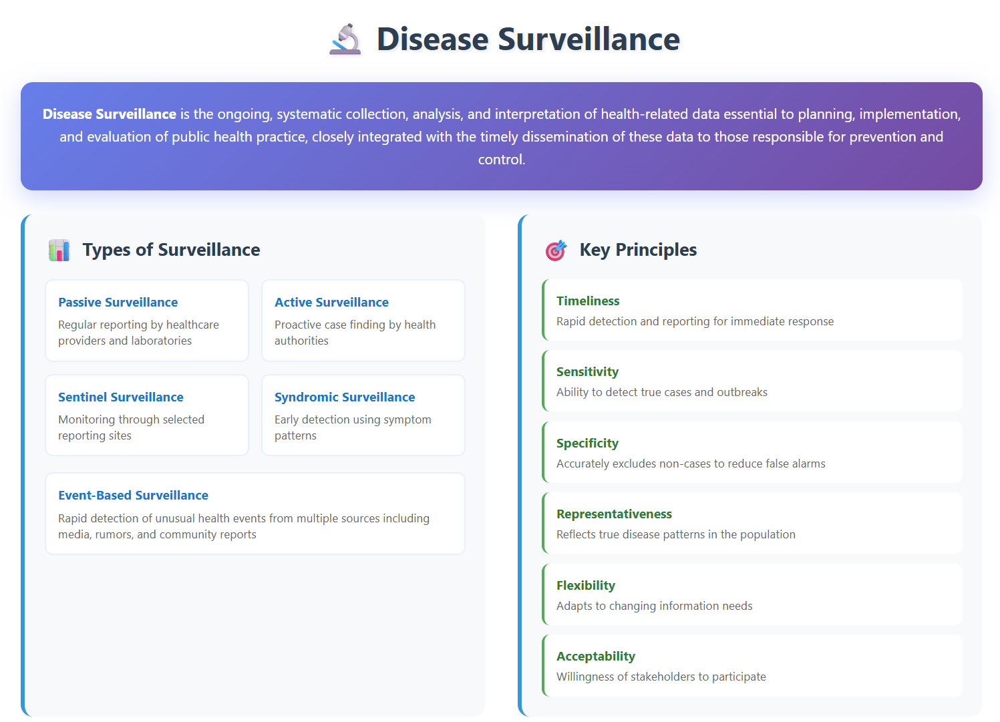 Disease Surveillance
Disease Surveillance is the ongoing, systematic collection, analysis, and interpretation of health-related data essential to planning, implementation,
and evaluation of public health practice, closely integrated with the timely dissemination of these data to those responsible for prevention and
control.
Types of Surveillance
Passive Surveillance
Regular reporting by healthcare
providers and laboratories
Active Surveillance
Proactive case finding by health
authorities
Sentinel Surveillance
Monitoring through selected
reporting sites
Syndromic Surveillance
Early detection using symptom
patterns
Event-Based Surveillance
Rapid detection of unusual health events from multiple sources including
media, rumors, and community reports
Key Principles
Timeliness
Rapid detection and reporting for immediate response
Sensitivity
Ability to detect true cases and outbreaks
Specificity
Accurately excludes non-cases to reduce false alarms
Representativeness
Reflects true disease patterns in the population
Flexibility
Adapts to changing information needs
Acceptability
Willingness of stakeholders to participate